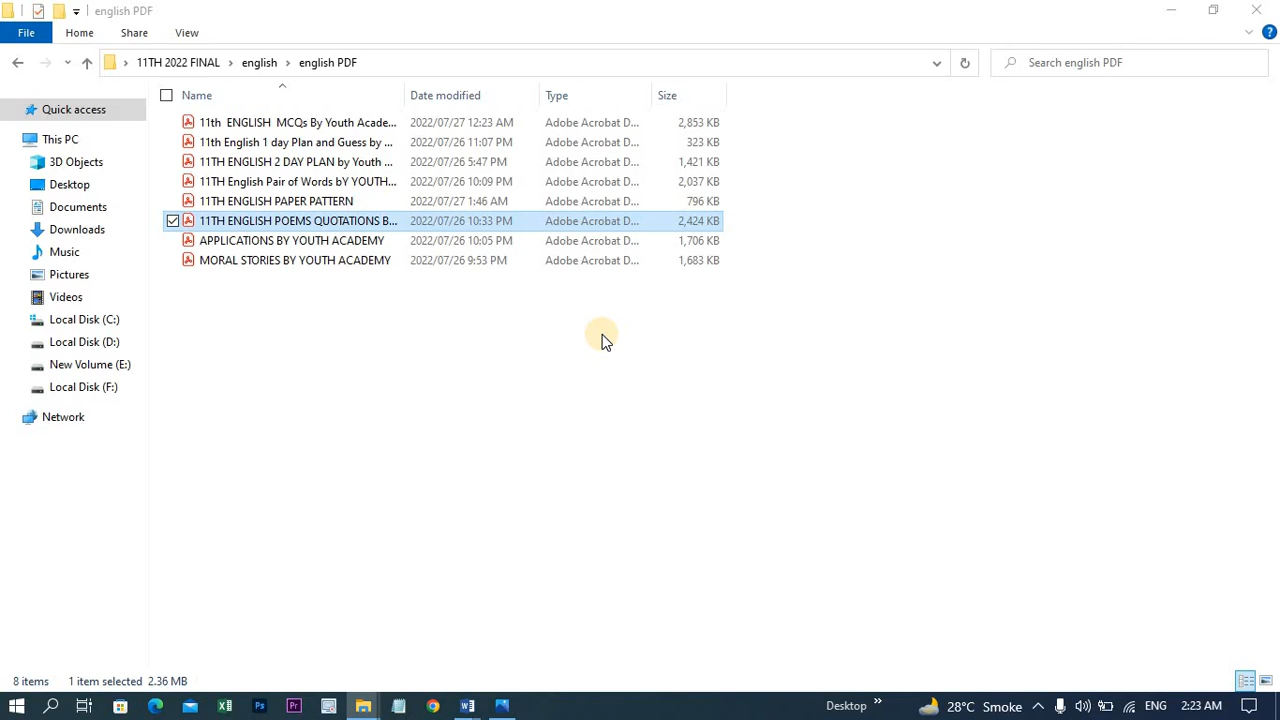 english PDF
File Home Share View
11TH 2022 FINAL > english > english PDF
Search english PDF
Name Date modified Type Size
Quick access
This PC
3D Objects
Desktop
Documents
Downloads
Music
Pictures
Videos
Local Disk (C:)
Local Disk (D:)
New Volume (E:)
Local Disk (F:)
Network
11th ENGLISH MCQs By Youth Acade... 2022/07/27 12:23 AM Adobe Acrobat D... 2,853 KB
11th English 1 day Plan and Guess by ... 2022/07/26 11:07 PM Adobe Acrobat D... 323 KB
11TH ENGLISH 2 DAY PLAN by Youth ... 2022/07/26 5:47 PM Adobe Acrobat D... 1,421 KB
11TH English Pair of Words bY YOUTH... 2022/07/26 10:09 PM Adobe Acrobat D... 2,037 KB
11TH ENGLISH PAPER PATTERN 2022/07/27 1:46 AM Adobe Acrobat D... 796 KB
11TH ENGLISH POEMS QUOTATIONS B... 2022/07/26 10:33 PM Adobe Acrobat D... 2,424 KB
APPLICATIONS BY YOUTH ACADEMY 2022/07/26 10:05 PM Adobe Acrobat D... 1,706 KB
MORAL STORIES BY YOUTH ACADEMY 2022/07/26 9:53 PM Adobe Acrobat D... 1,683 KB
8 items 1 item selected 2.36 MB
Desktop » 28°C Smoke ENG 2:23 AM